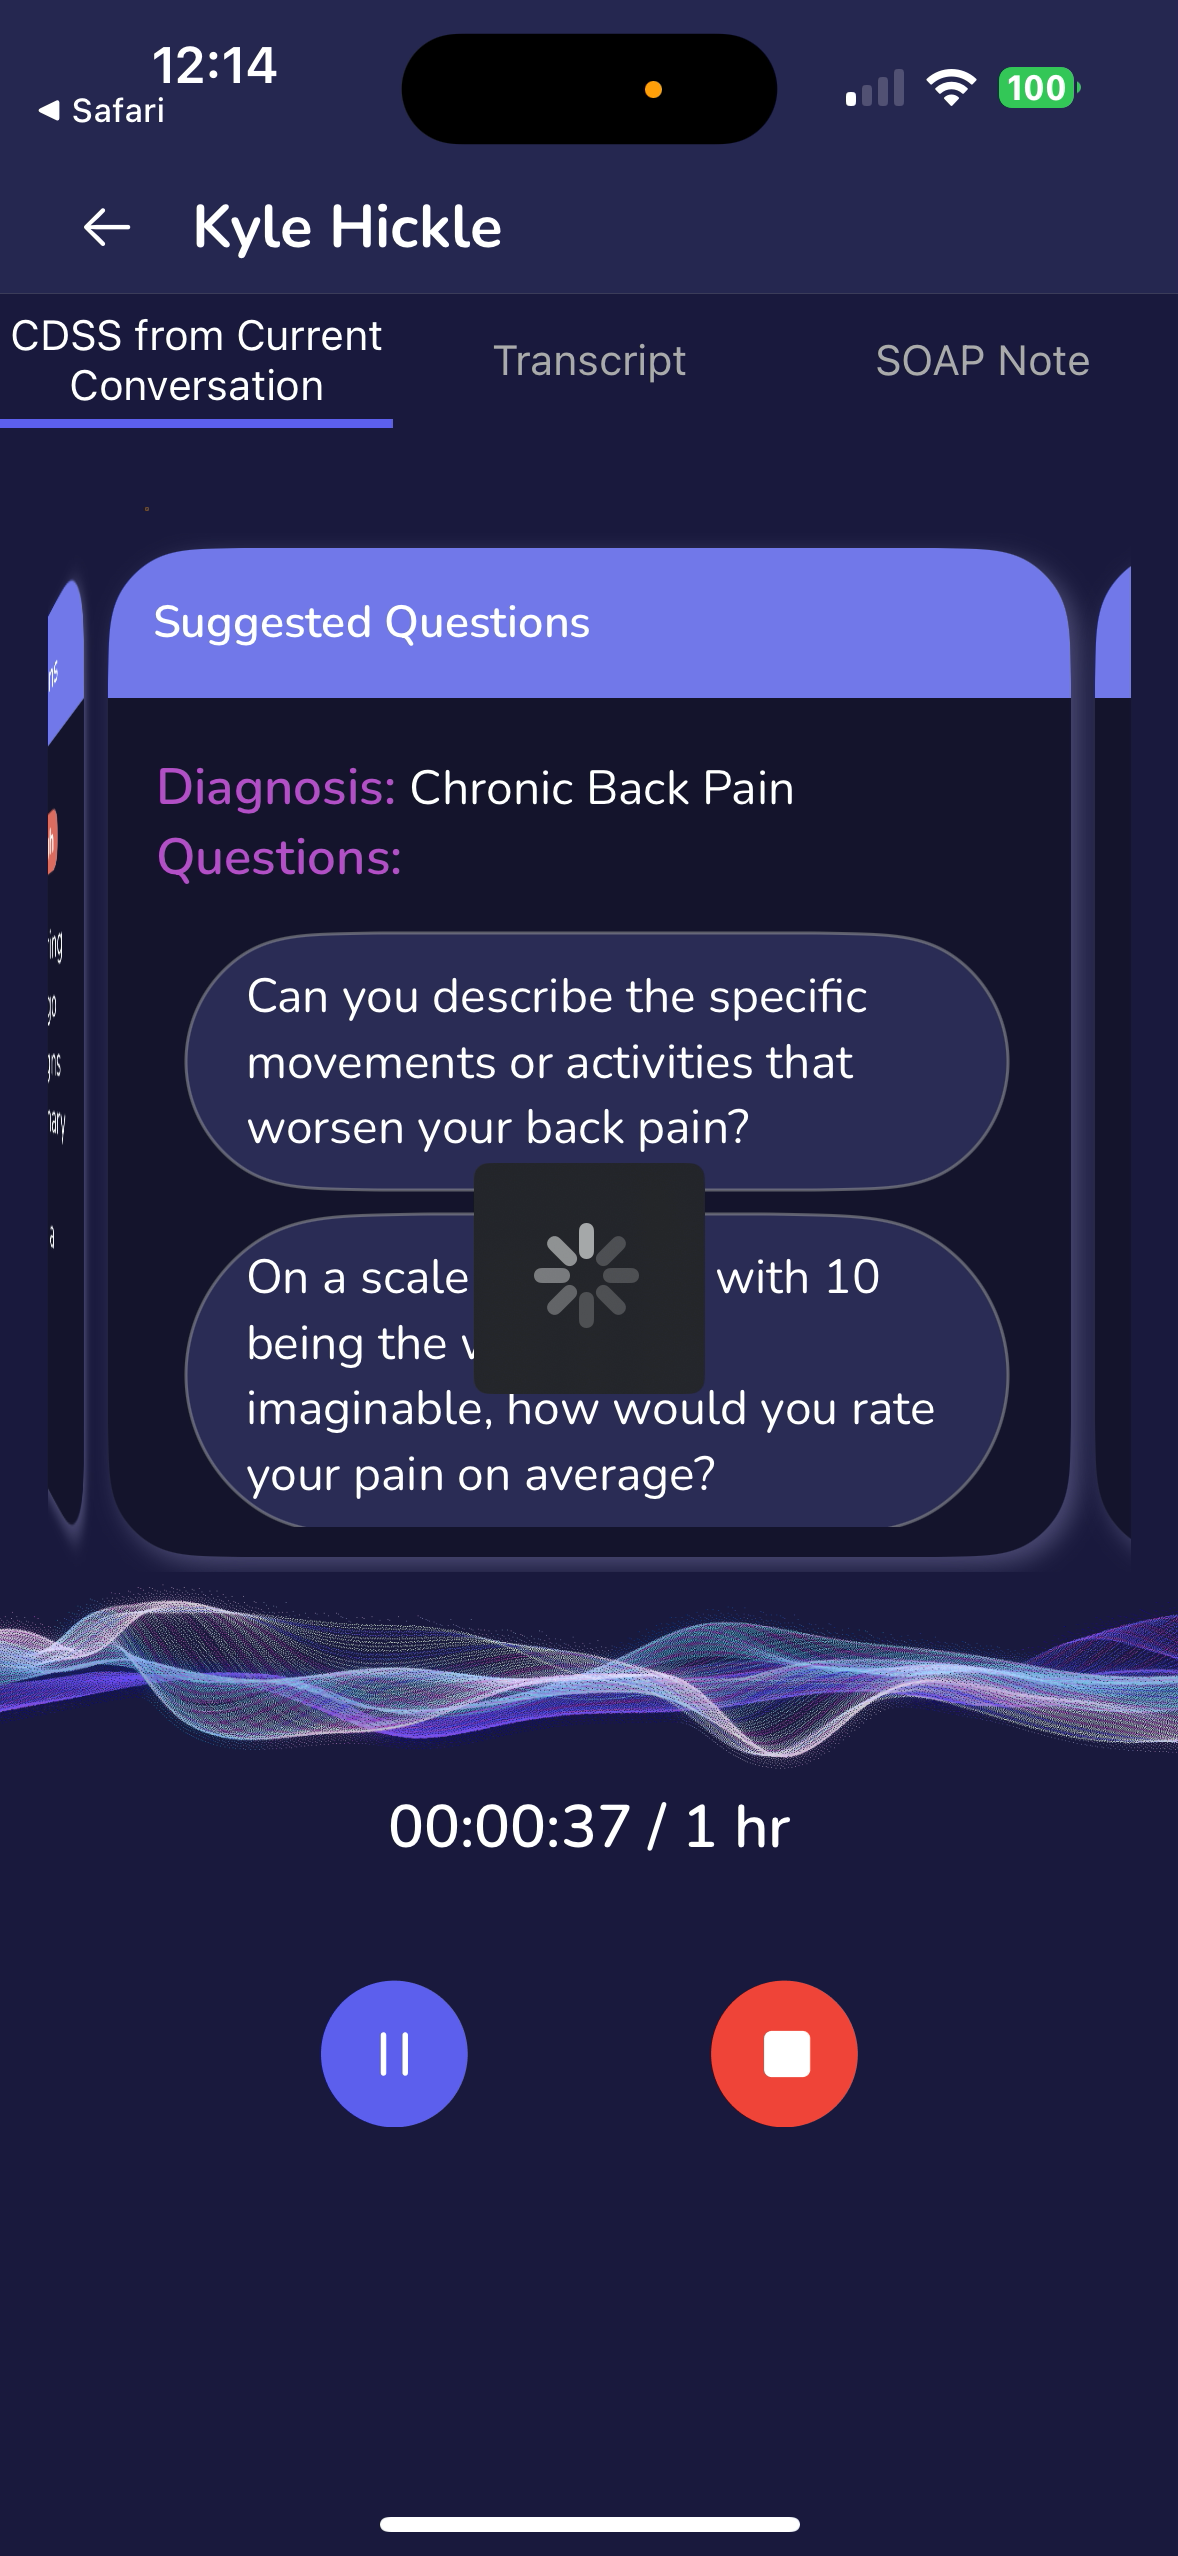 12:14
Safari
100
Kyle Hickle
CDSS from Current
Conversation
Transcript
SOAP Note
Suggested Questions
Diagnosis: Chronic Back Pain
Questions:
Can you describe the specific
movements or activities that
worsen your back pain?
On a scale with 10
being the
imaginable, how would you rate
your pain on average?
00:00:37 / 1 hr